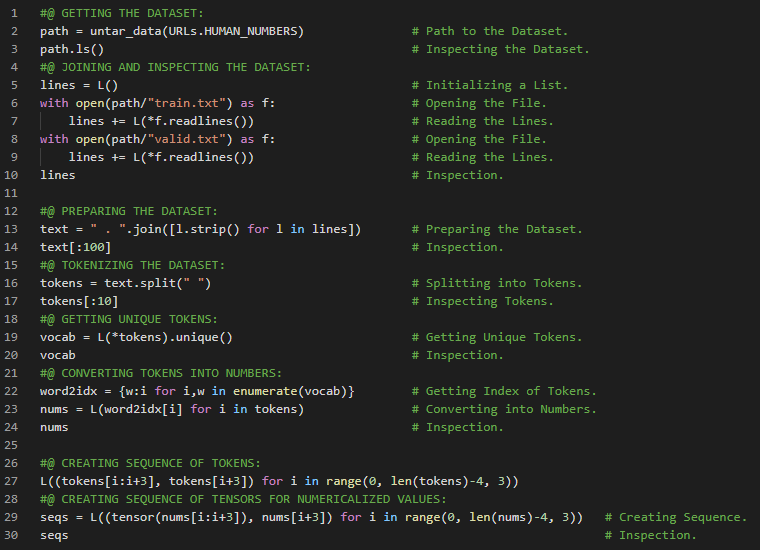 1 #@ GETTING THE DATASET:
2 path = untar_data(URLs.HUMAN_NUMBERS) # Path to the Dataset.
3 path.ls() # Inspecting the Dataset.
4 #@ JOINING AND INSPECTING THE DATASET:
5 lines = L() # Initializing a List.
6 with open(path/"train.txt") as f: # Opening the File.
7     lines += L(*f.readlines()) # Reading the Lines.
8 with open(path/"valid.txt") as f: # Opening the File.
9     lines += L(*f.readlines()) # Reading the Lines.
10 lines # Inspection.
11
12 #@ PREPARING THE DATASET:
13 text = " . ".join([l.strip() for l in lines]) # Preparing the Dataset.
14 text[:100] # Inspection.
15 #@ TOKENIZING THE DATASET:
16 tokens = text.split(" ") # Splitting into Tokens.
17 tokens[:10] # Inspecting Tokens.
18 #@ GETTING UNIQUE TOKENS:
19 vocab = L(*tokens).unique() # Getting Unique Tokens.
20 vocab # Inspection.
21 #@ CONVERTING TOKENS INTO NUMBERS:
22 word2idx = {w:i for i,w in enumerate(vocab)} # Getting Index of Tokens.
23 nums = L(word2idx[i] for i in tokens) # Converting into Numbers.
24 nums # Inspection.
25
26 #@ CREATING SEQUENCE OF TOKENS:
27 L((tokens[i:i+3], tokens[i+3]) for i in range(0, len(tokens)-4, 3))
28 #@ CREATING SEQUENCE OF TENSORS FOR NUMERICALIZED VALUES:
29 seqs = L((tensor(nums[i:i+3]), nums[i+3]) for i in range(0, len(nums)-4, 3)) # Creating Sequence.
30 seqs # Inspection.